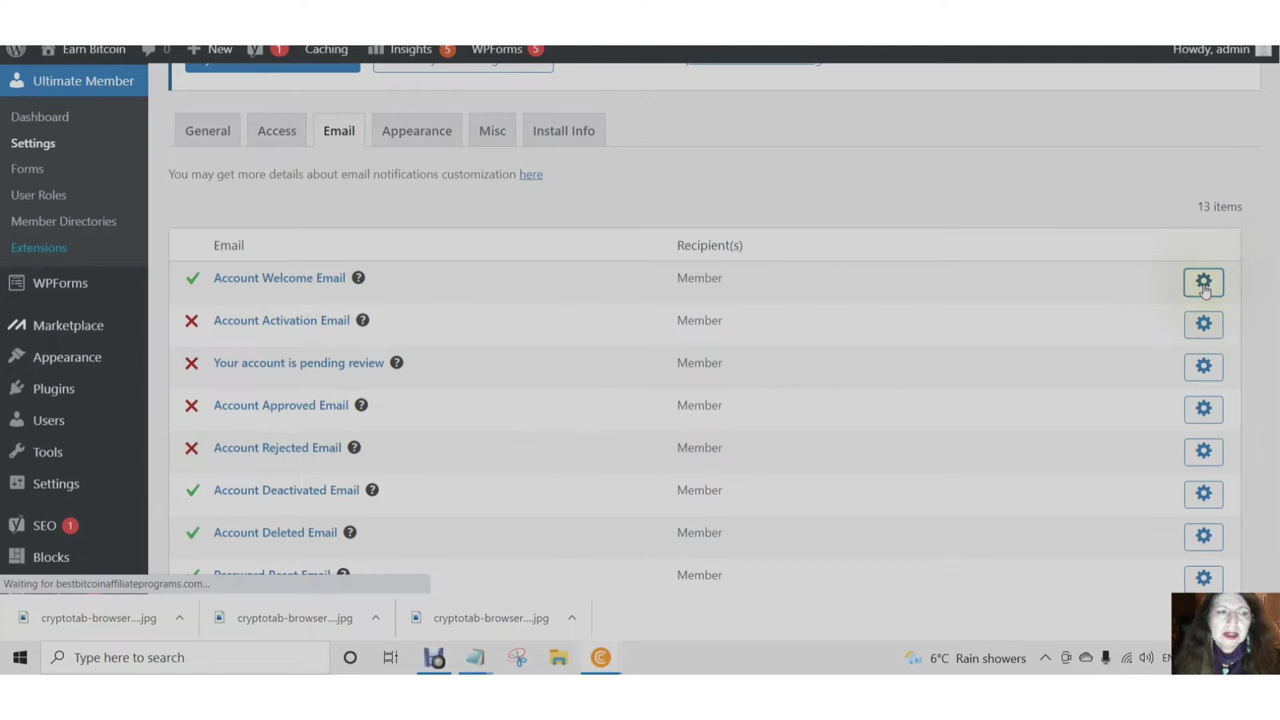 Earn Bitcoin 0 New 1 Caching Insights 5 WPForms 5 Howdy, admin
Ultimate Member
Dashboard
Settings
Forms
User Roles
Member Directories
Extensions
WPForms
Marketplace
Appearance
Plugins
Users
Tools
Settings
SEO 1
Blocks
General Access Email Appearance Misc Install Info
You may get more details about email notifications customization here
13 items
Email Recipient(s)
Account Welcome Email ? Member
Account Activation Email ? Member
Your account is pending review ? Member
Account Approved Email ? Member
Account Rejected Email ? Member
Account Deactivated Email ? Member
Account Deleted Email ? Member
Password Reset Email ? Member
Waiting for bestbitcoinaffiliateprograms.com...
cryptotab-browser....jpg cryptotab-browser....jpg cryptotab-browser....jpg
Type here to search 6°C Rain showers